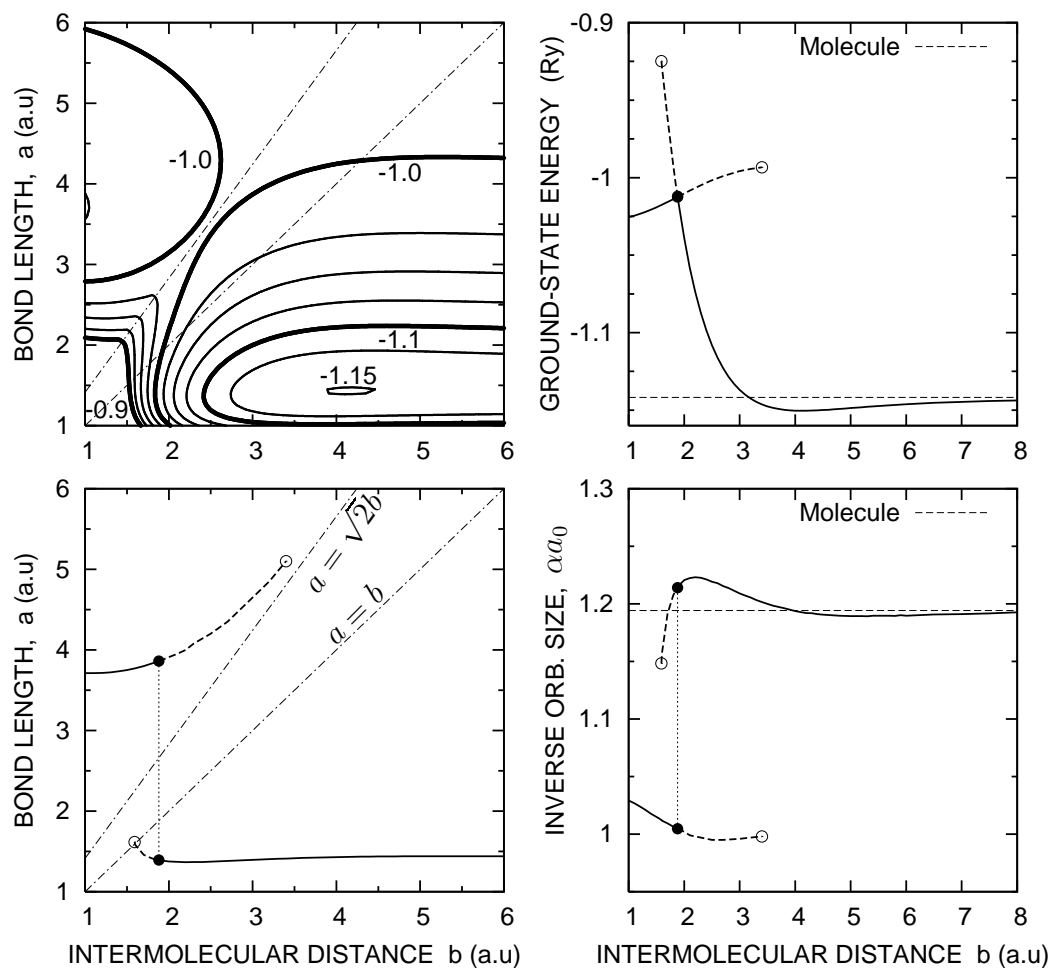 6
5
4
3
2
1
BOND LENGTH, a (a.u)
-1.0
-1.0
-1.1
-1.15
-0.9
1 2 3 4 5 6
-0.9
-1
-1.1
GROUND-STATE ENERGY (Ry)
Molecule
1 2 3 4 5 6 7 8
6
5
4
3
2
1
BOND LENGTH, a (a.u)
a = √2b
a = b
1 2 3 4 5 6
INTERMOLECULAR DISTANCE b (a.u)
1.3
1.2
1.1
1
INVERSE ORB. SIZE, αa₀
Molecule
1 2 3 4 5 6 7 8
INTERMOLECULAR DISTANCE b (a.u)